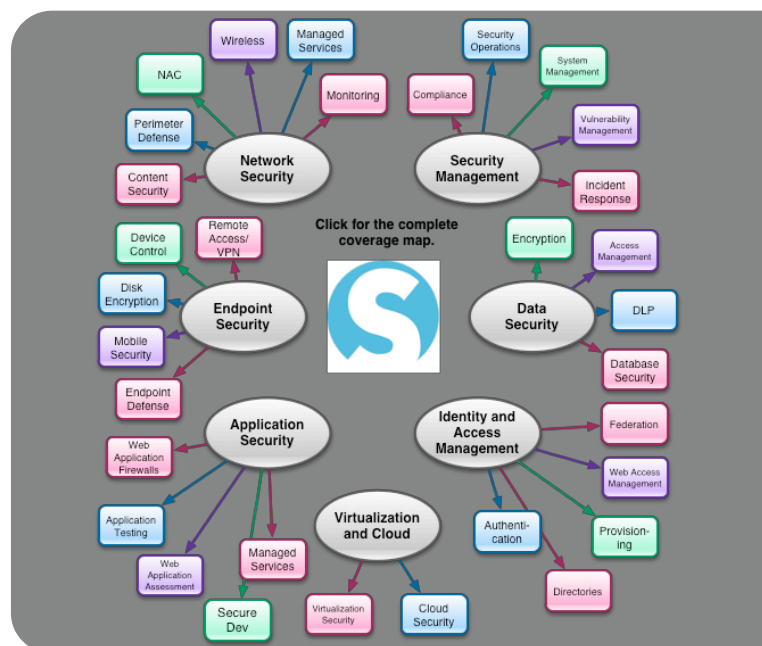 Wireless
Managed
Services
NAC
Monitoring
Perimeter
Defense
Content
Security
Network
Security
Security
Operations
System
Management
Compliance
Vulnerability
Management
Incident
Response
Security
Management
Click for the complete
coverage map.
Remote
Access/
VPN
Device
Control
Disk
Encryption
Mobile
Security
Endpoint
Defense
Endpoint
Security
S
Encryption
Access
Management
DLP
Database
Security
Data
Security
Application
Security
Web
Application
Firewalls
Application
Testing
Web
Application
Assessment
Secure
Dev
Managed
Services
Virtualization
and Cloud
Virtualization
Security
Cloud
Security
Identity and
Access
Management
Federation
Web Access
Management
Provision-
ing
Authenti-
cation
Directories